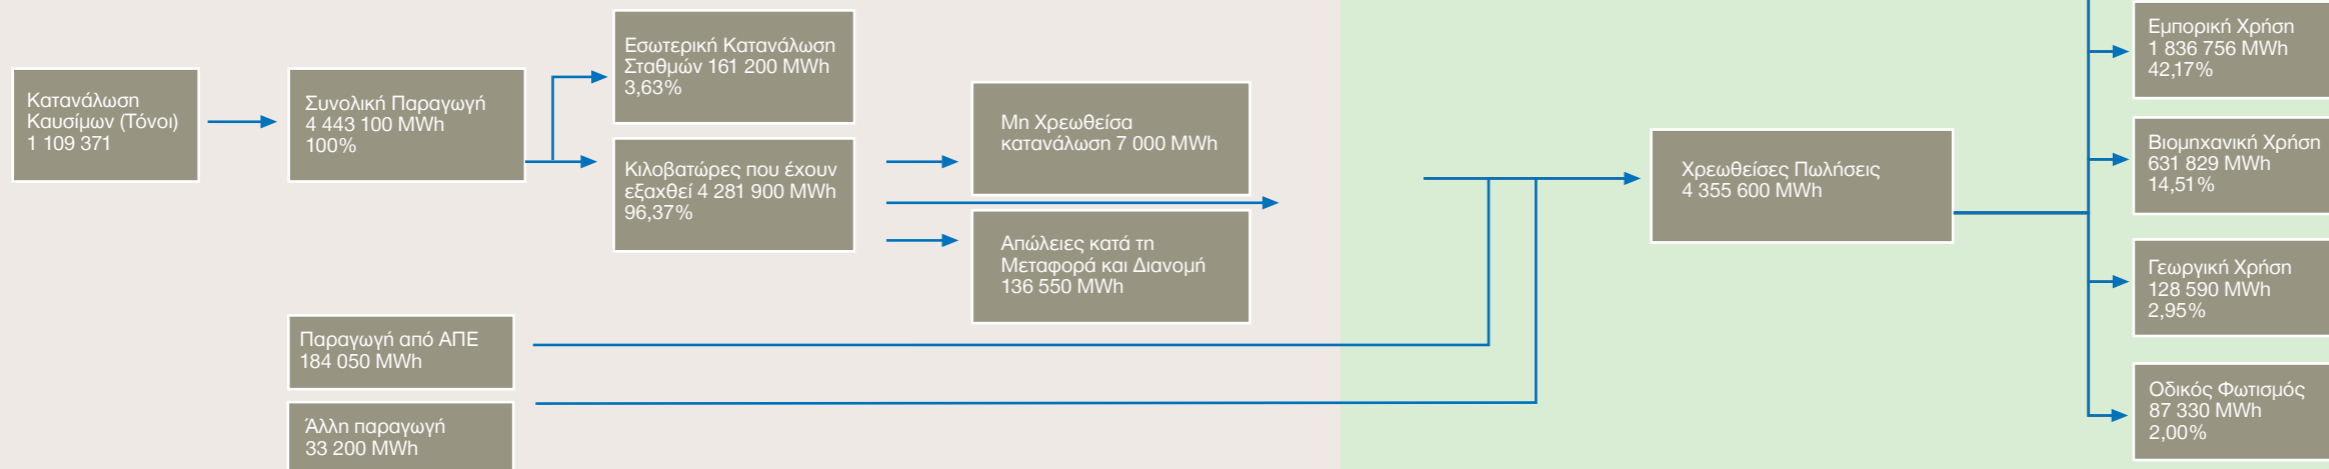 Κατανάλωση
Καυσίμων (Τόνοι)
1 109 371
Συνολική Παραγωγή
4 443 100 MWh
100%
Εσωτερική Κατανάλωση
Σταθμών 161 200 MWh
3,63%
Κιλοβατώρες που έχουν
εξαχθεί 4 281 900 MWh
96,37%
Μη Χρεωθείσα
κατανάλωση 7 000 MWh
Απώλειες κατά τη
Μεταφορά και Διανομή
136 550 MWh
Παραγωγή από ΑΠΕ
184 050 MWh
Άλλη παραγωγή
33 200 MWh
Χρεωθείσες Πωλήσεις
4 355 600 MWh
Εμπορική Χρήση
1 836 756 MWh
42,17%
Βιομηχανική Χρήση
631 829 MWh
14,51%
Γεωργική Χρήση
128 590 MWh
2,95%
Οδικός Φωτισμός
87 330 MWh
2,00%